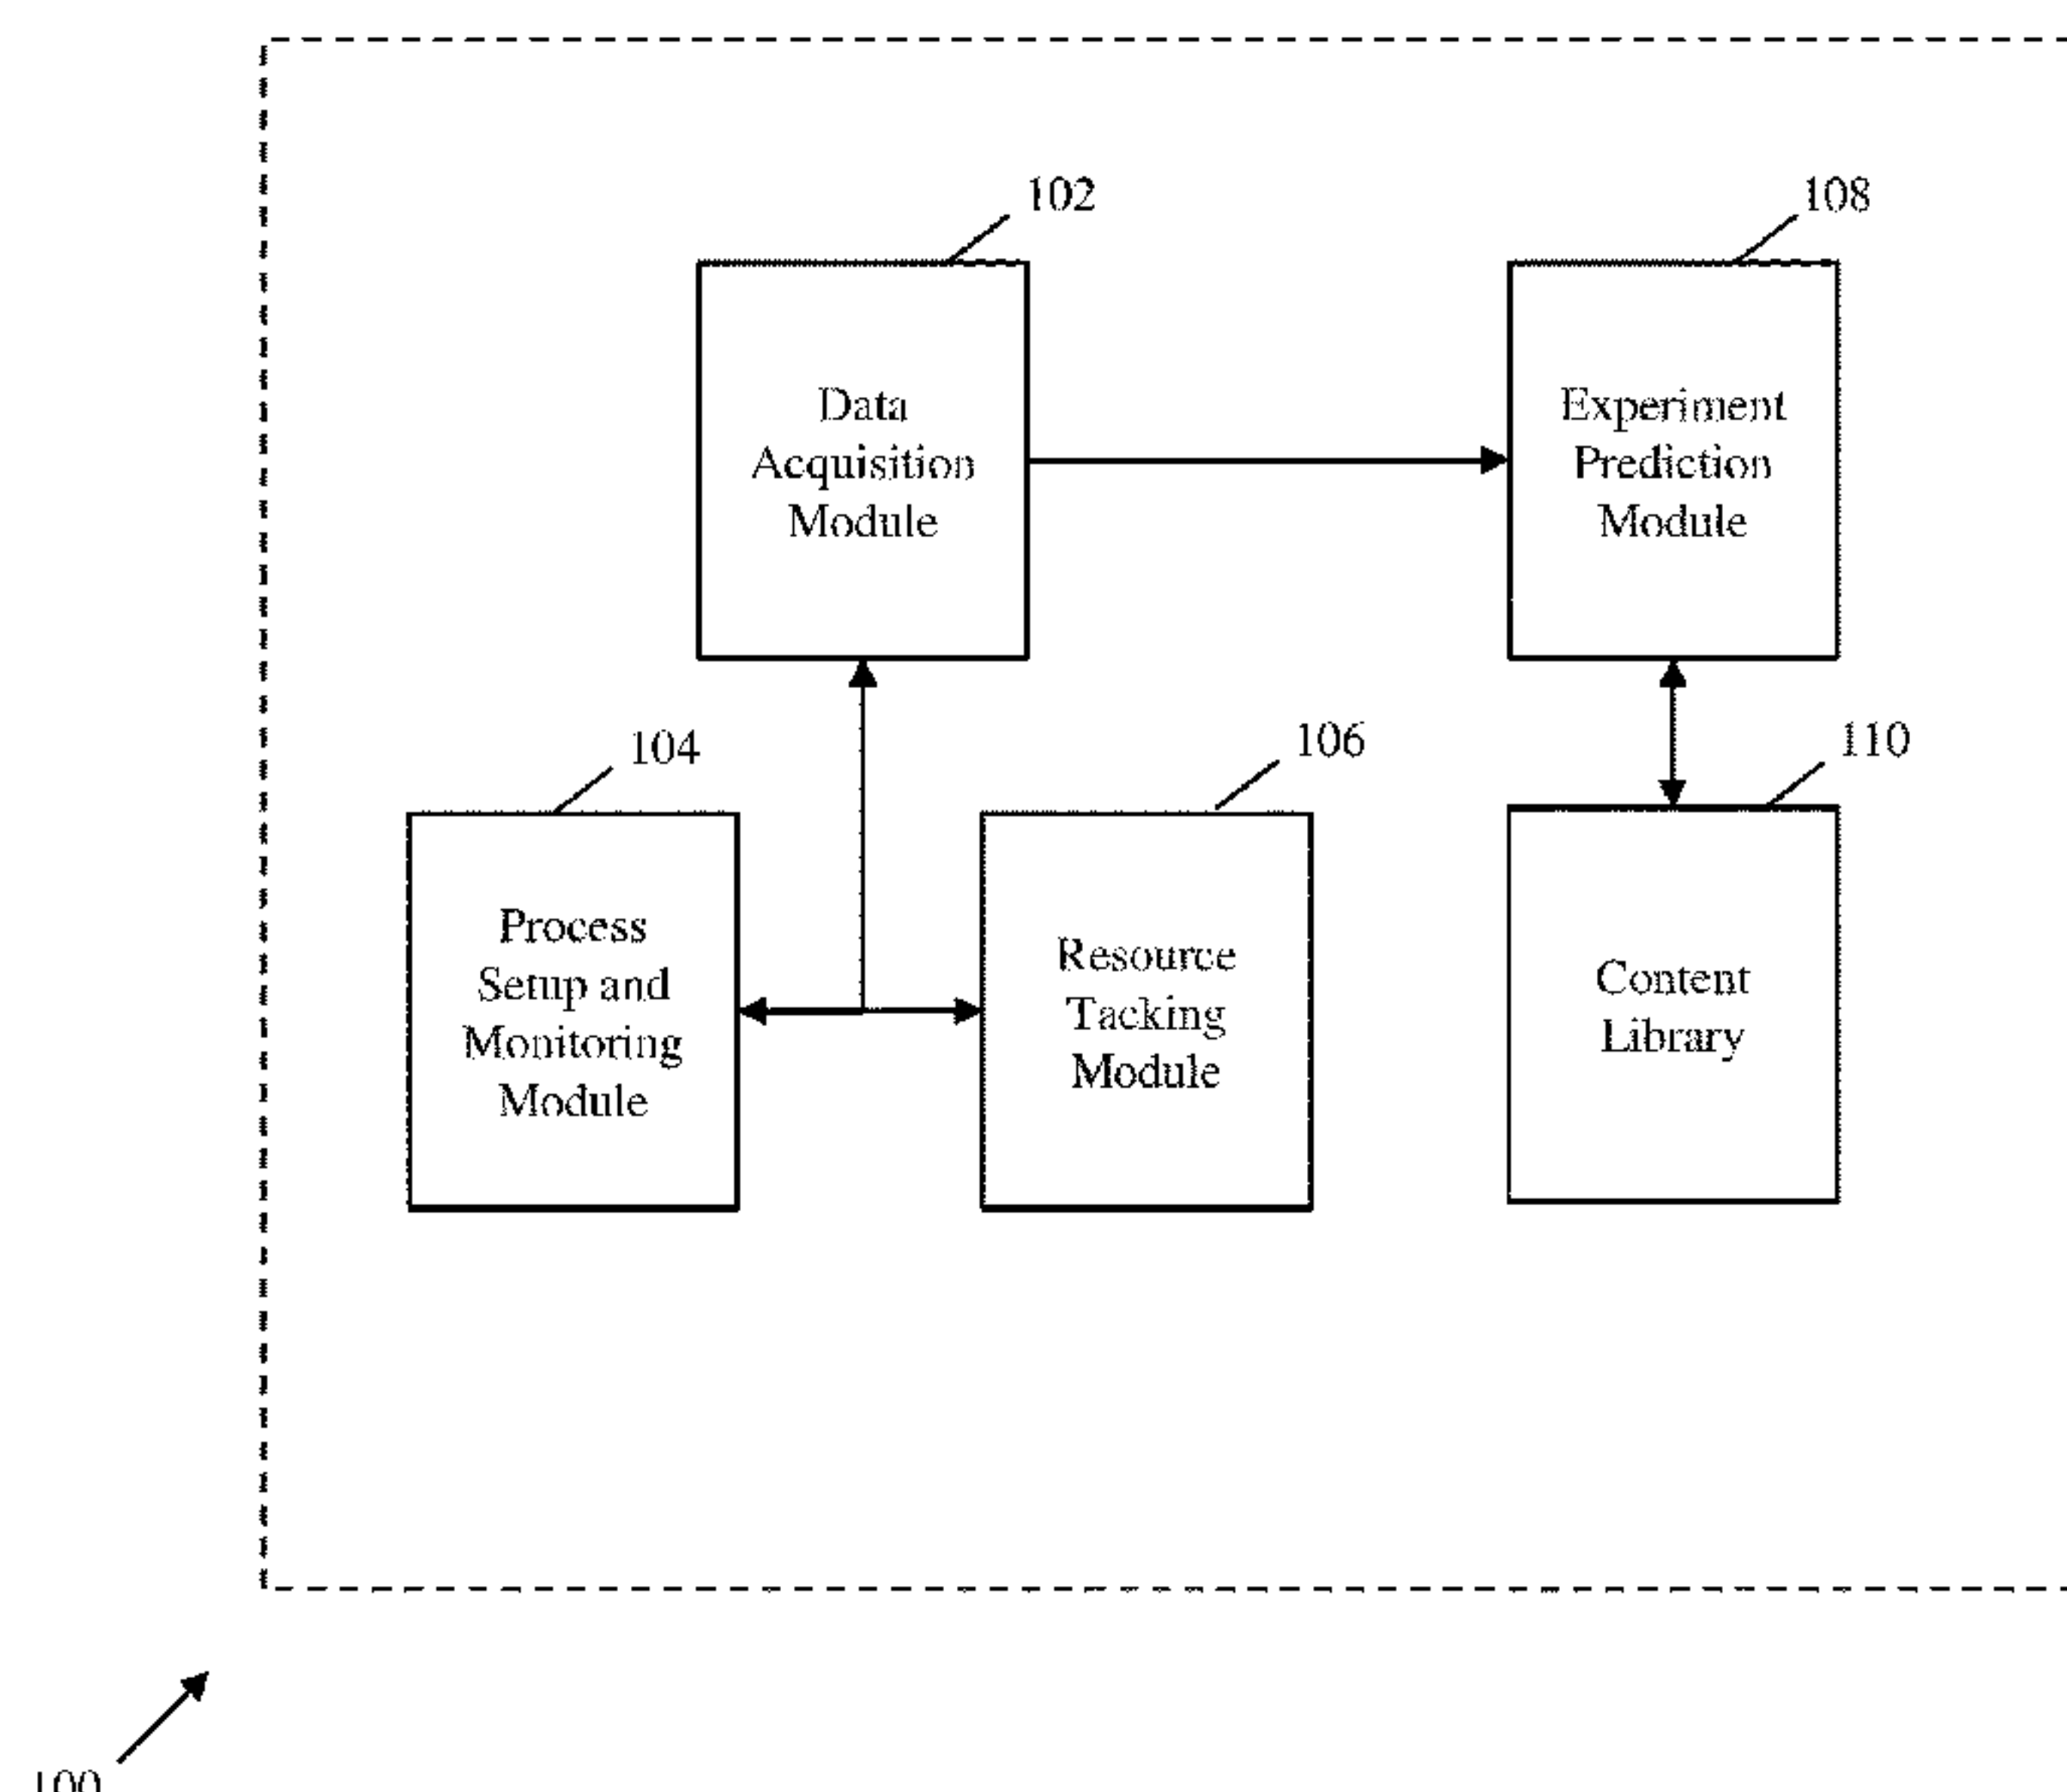 102
108
Data
Acquisition
Module
Experiment
Prediction
Module
104
106
110
Process
Setup and
Monitoring
Module
Resource
Tacking
Module
Content
Library
100